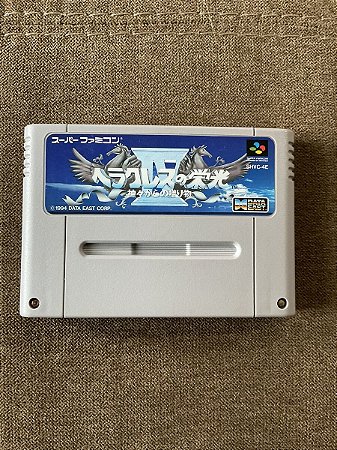 スーパーファミコン
SHVC-4E
IV
ヘラクレスの栄光
神々からの贈り物
DATA EAST
© 1994 DATA EAST CORP.